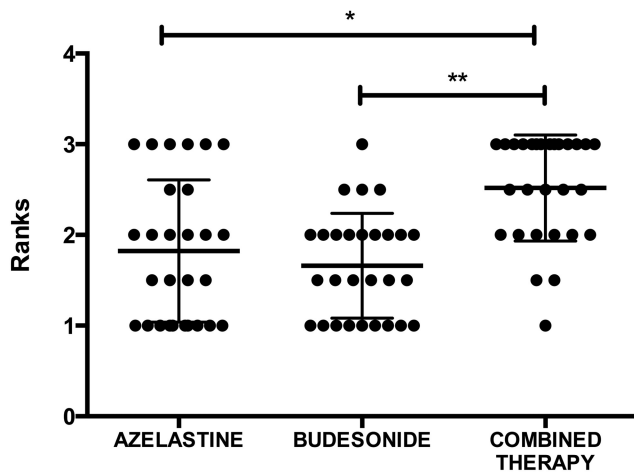 *
**
4
3
2
1
0
Ranks
AZELASTINE
BUDESONIDE
COMBINED
THERAPY